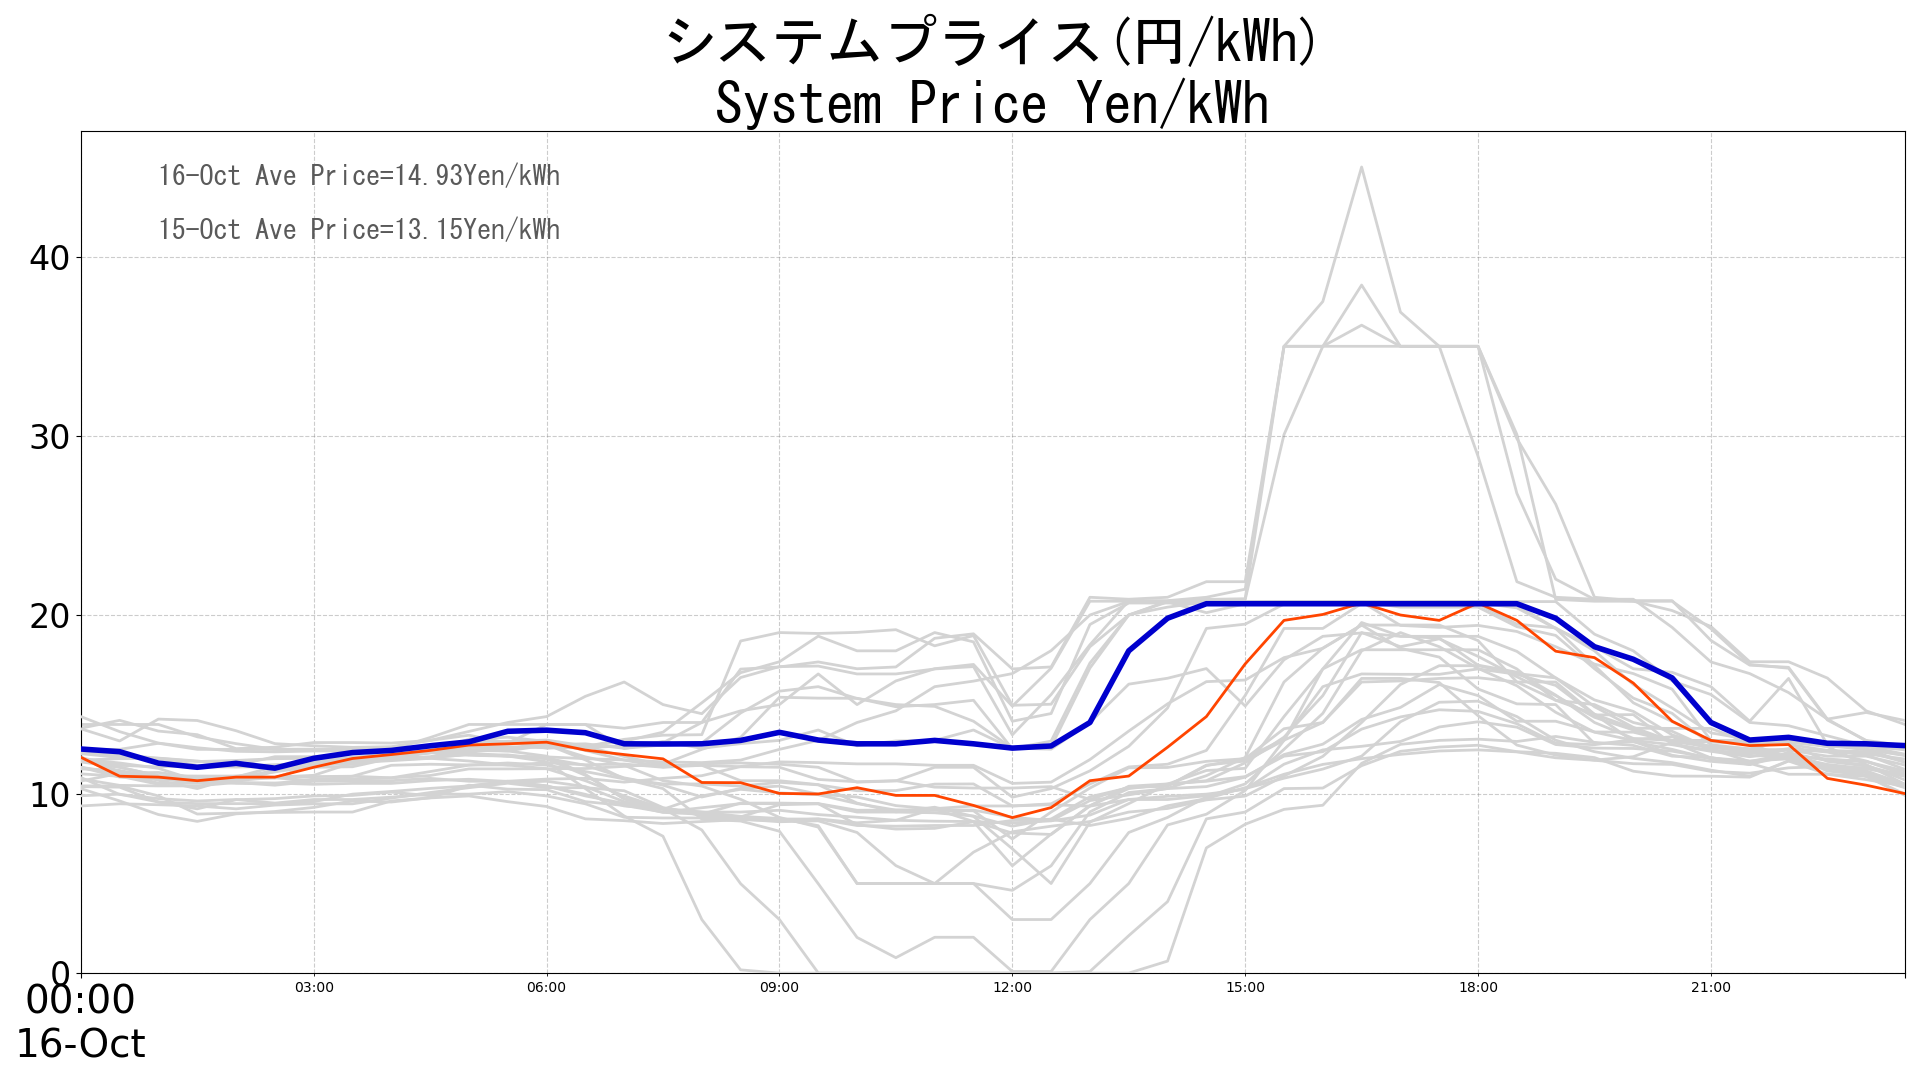 システムプライス(円/kWh)
System Price Yen/kWh
16-Oct Ave Price=14.93Yen/kWh
15-Oct Ave Price=13.15Yen/kWh
40
30
20
10
0
00:00
03:00
06:00
09:00
12:00
15:00
18:00
21:00
16-Oct